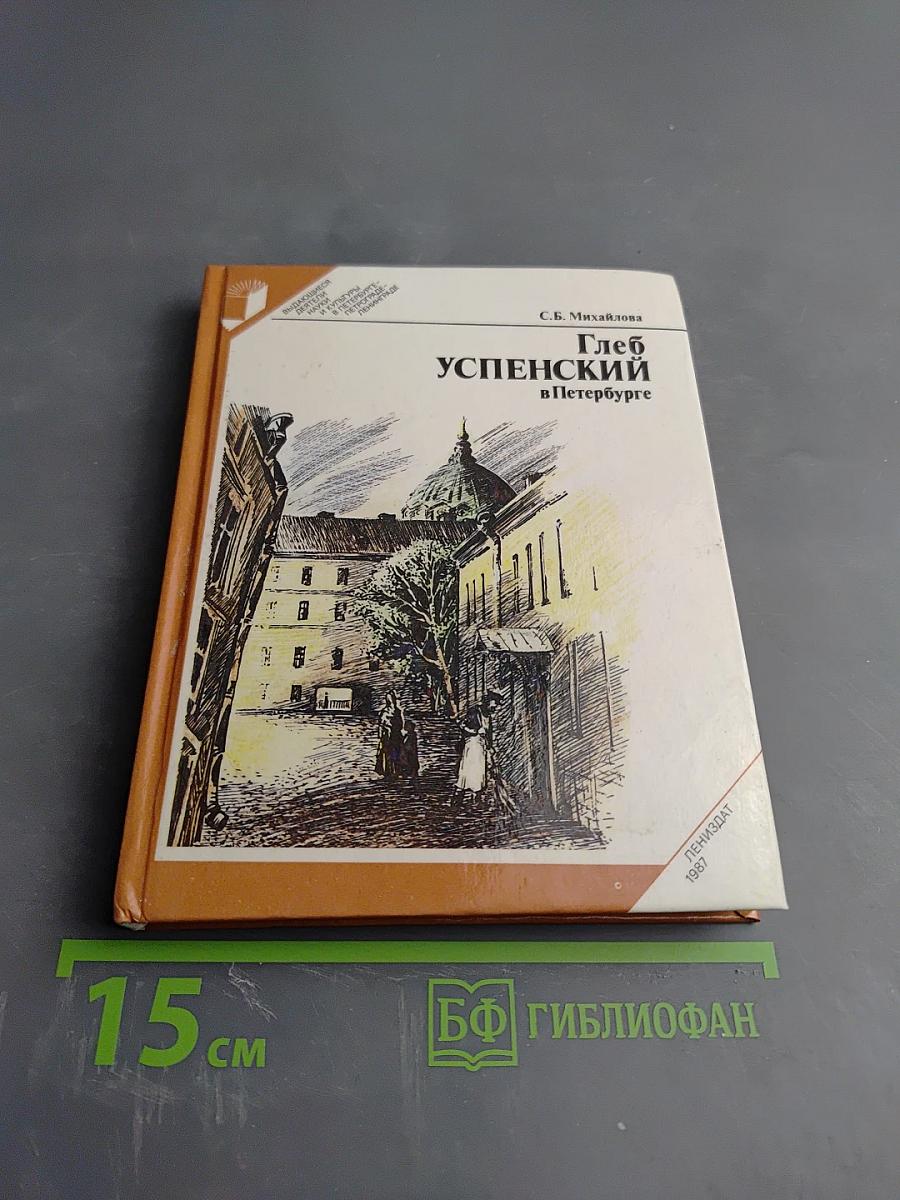 ВЫДАЮЩИЕСЯ
ДЕЯТЕЛИ
НАУКИ
И КУЛЬТУРЫ
В ПЕТЕРБУРГЕ-
ПЕТРОГРАДЕ-
ЛЕНИНГРАДЕ
С.Б. Михайлова
Глеб
УСПЕНСКИЙ
в Петербурге
ЛЕНИЗДАТ
1987
15 см
БФ ГИБЛИОФАН